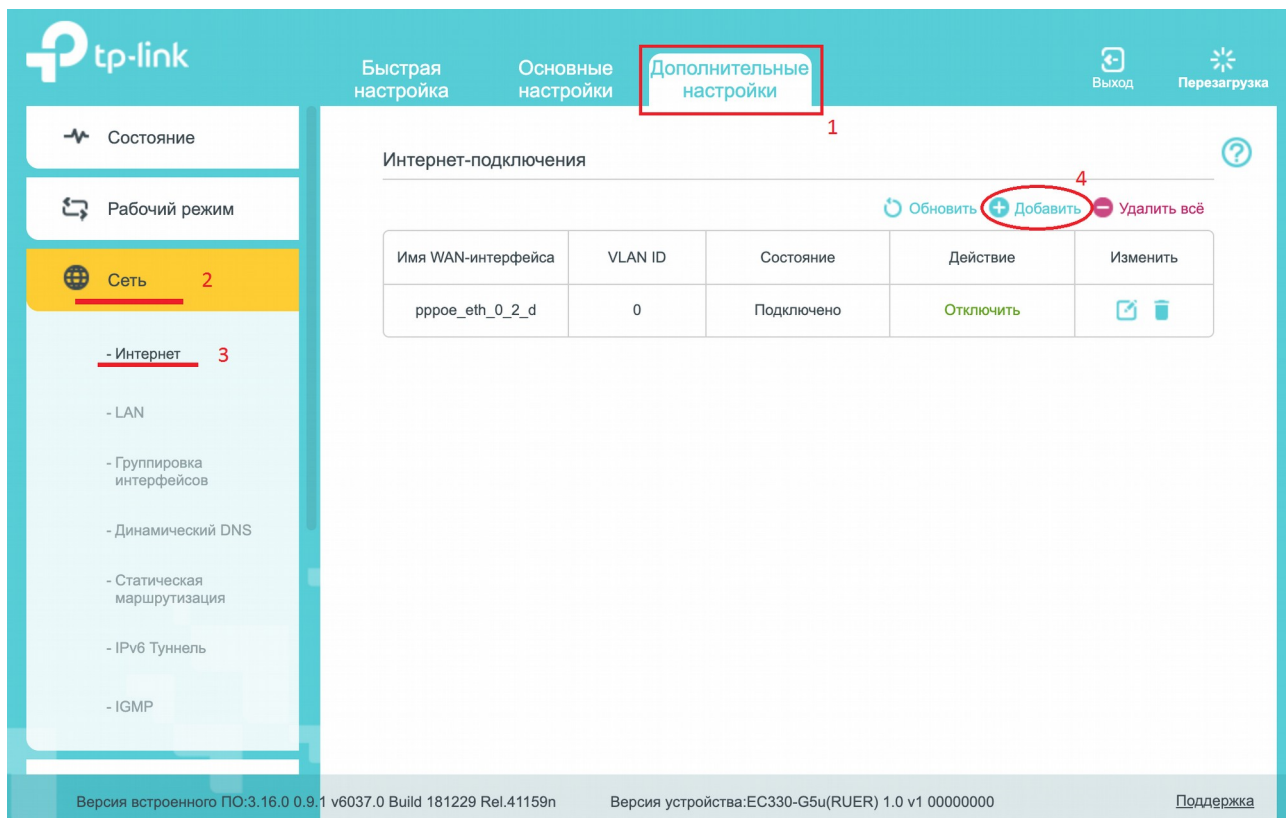 tp-link
Быстрая настройка
Основные настройки
Дополнительные настройки
Выход
Перезагрузка
1
Состояние
Рабочий режим
Сеть 2
- Интернет 3
- LAN
- Группировка
интерфейсов
- Динамический DNS
- Статическая
маршрутизация
- IPv6 Туннель
- IGMP
Интернет-подключения
4
Обновить Добавить Удалить всё
Имя WAN-интерфейса VLAN ID Состояние Действие Изменить
pppoe_eth_0_2_d 0 Подключено Отключить
Версия встроенного ПО:3.16.0 0.9.1 v6037.0 Build 181229 Rel.41159n Версия устройства:EC330-G5u(RUER) 1.0 v1 00000000 Поддержка